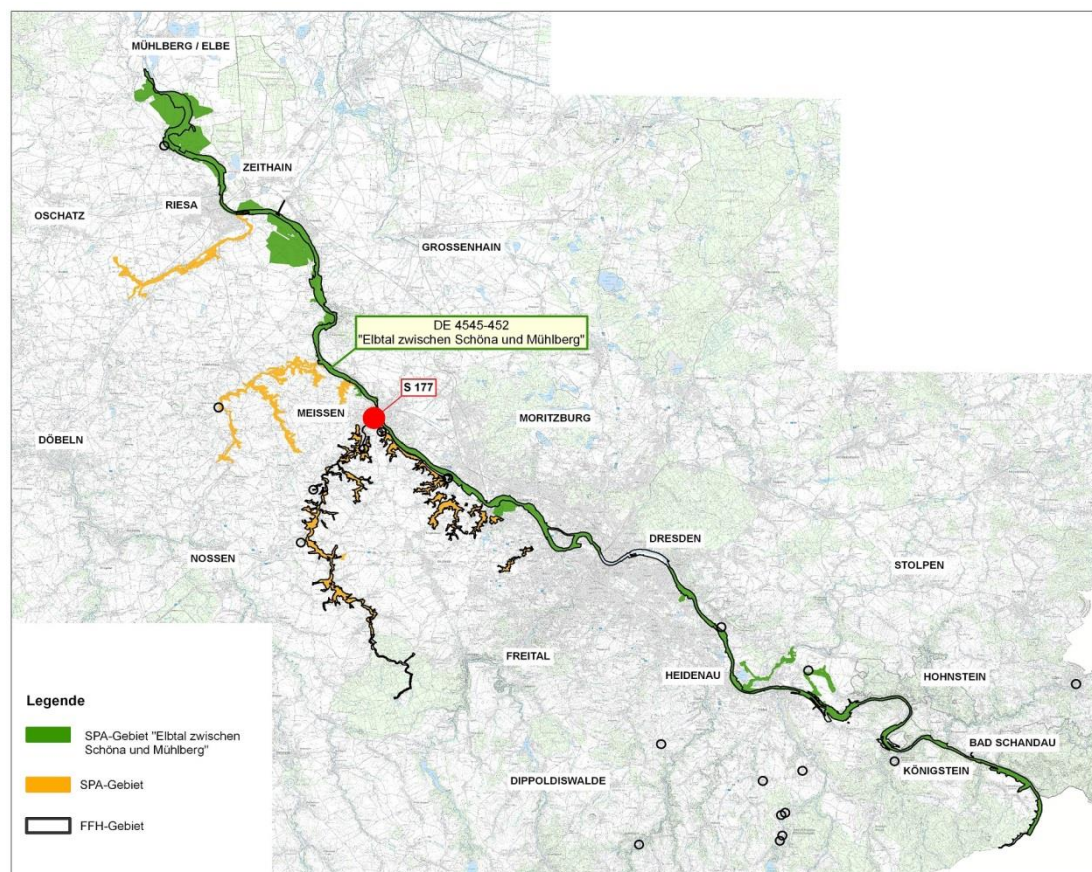 MÜHLBERG / ELBE
ZEITHAIN
RIESA
OSCHATZ
GROSSENHAIN
DE 4545-452
"Elbtal zwischen Schöna und Mühlberg"
S 177
MEISSEN
MORITZBURG
DÖBELN
DRESDEN
NOSSEN
STOLPEN
FREITAL
HEIDENAU
HOHNSTEIN
BAD SCHANDAU
KÖNIGSTEIN
DIPPOLDISWALDE
Legende
SPA-Gebiet "Elbtal zwischen
Schöna und Mühlberg"
SPA-Gebiet
FFH-Gebiet